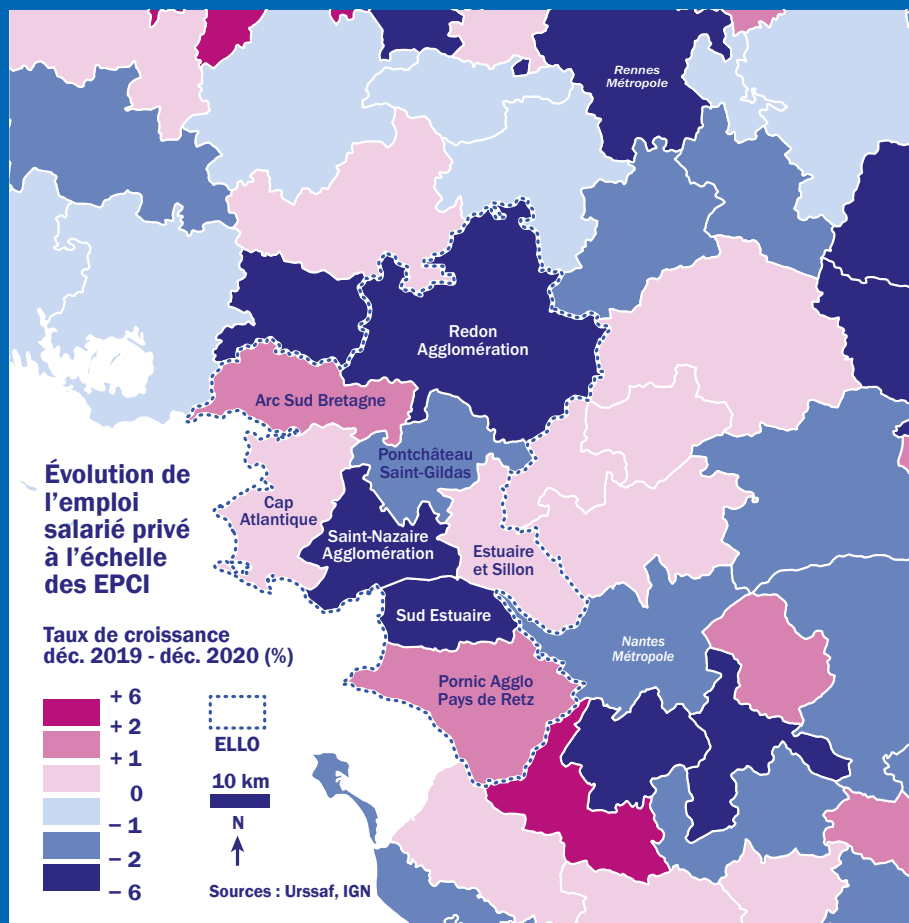 Rennes
Métropole
Redon
Agglomération
Arc Sud Bretagne
Pontchâteau
Saint-Gildas
Cap
Atlantique
Saint-Nazaire
Agglomération
Estuaire
et Sillon
Sud Estuaire
Nantes
Métropole
Pornic Agglo
Pays de Retz
Évolution de
l’emploi
salarié privé
à l’échelle
des EPCI
Taux de croissance
déc. 2019 - déc. 2020 (%)
+ 6
+ 2
+ 1
0
– 1
– 2
– 6
ELLO
10 km
N
Sources : Urssaf, IGN